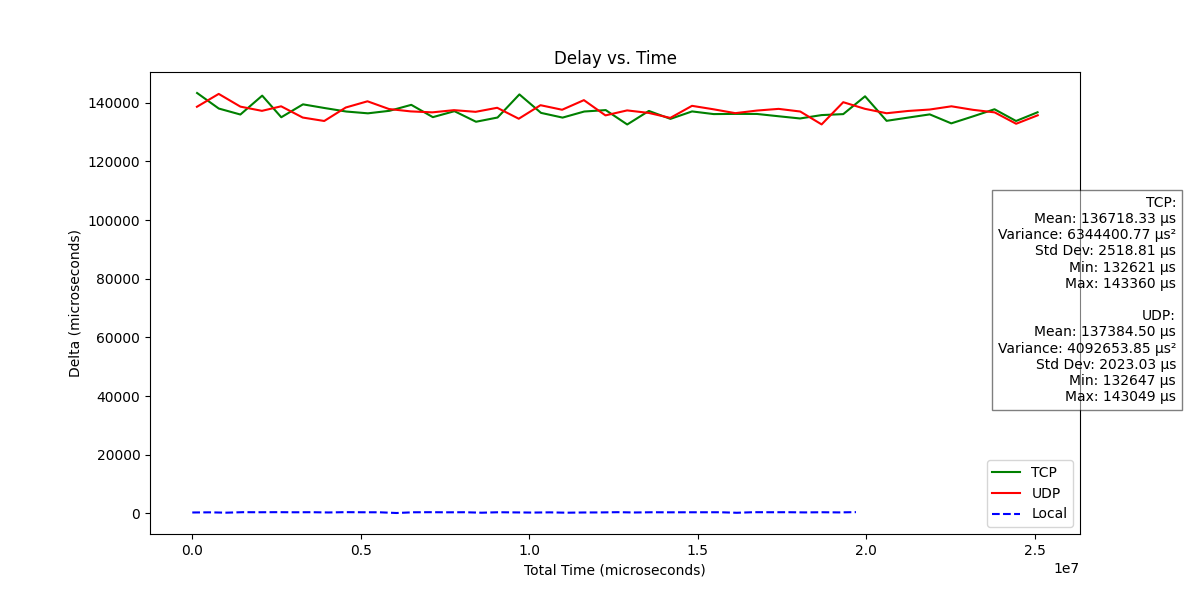 Delay vs. Time
Delta (microseconds)
140000
120000
100000
80000
60000
40000
20000
0
0.0
0.5
1.0
1.5
2.0
2.5
1e7
Total Time (microseconds)
TCP:
Mean: 136718.33 µs
Variance: 6344400.77 µs²
Std Dev: 2518.81 µs
Min: 132621 µs
Max: 143360 µs
UDP:
Mean: 137384.50 µs
Variance: 4092653.85 µs²
Std Dev: 2023.03 µs
Min: 132647 µs
Max: 143049 µs
TCP
UDP
Local